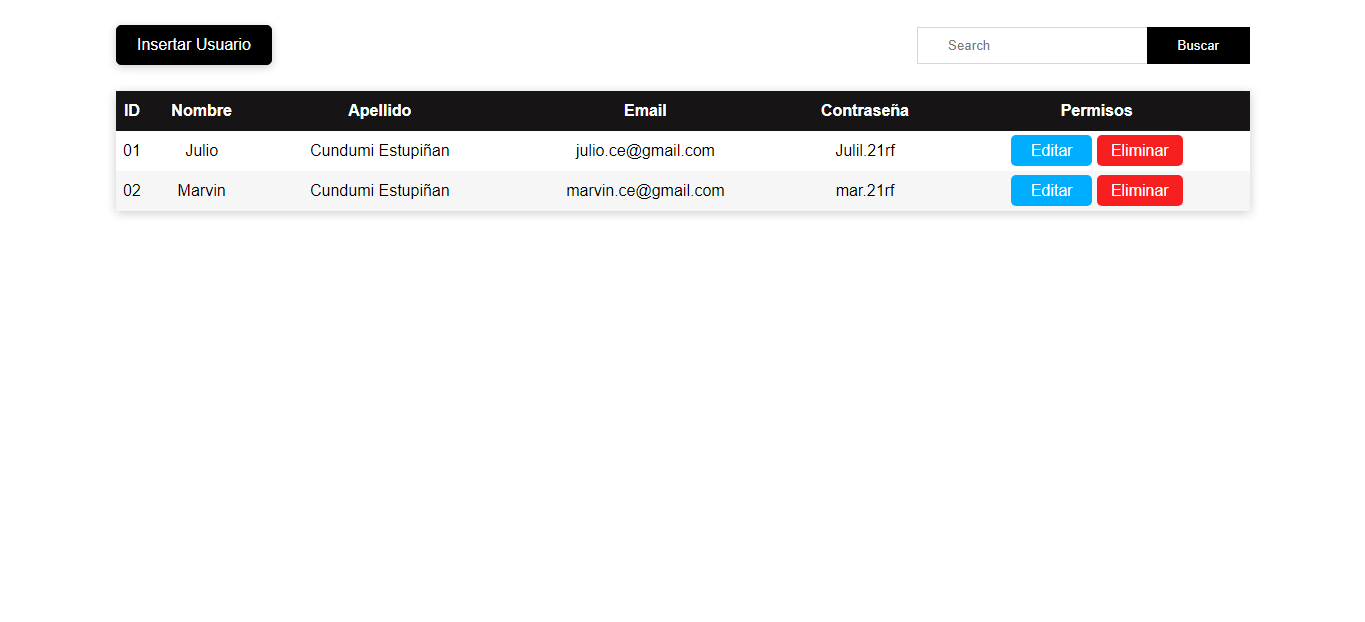 Insertar Usuario Search Buscar
ID Nombre Apellido Email Contraseña Permisos
01 Julio Cundumi Estupiñan julio.ce@gmail.com Julil.21rf Editar Eliminar
02 Marvin Cundumi Estupiñan marvin.ce@gmail.com mar.21rf Editar Eliminar